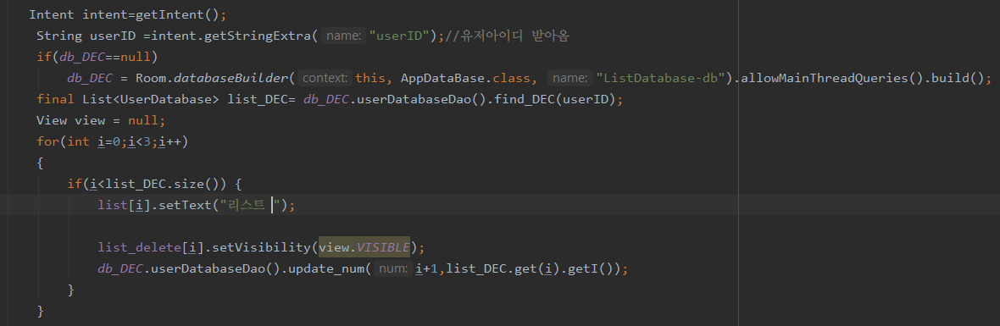 Intent intent=getIntent();
String userID =intent.getStringExtra( name: "userID");//유저아이디 받아옴
if(db_DEC==null)
db_DEC = Room.databaseBuilder( context: this, AppDataBase.class, name: "ListDatabase-db").allowMainThreadQueries().build();
final List<UserDatabase> list_DEC= db_DEC.userDatabaseDao().find_DEC(userID);
View view = null;
for(int i=0;i<3;i++)
{
if(i<list_DEC.size()) {
list[i].setText("리스트 ");
list_delete[i].setVisibility(view.VISIBLE);
db_DEC.userDatabaseDao().update_num( num: i+1,list_DEC.get(i).getI());
}
}